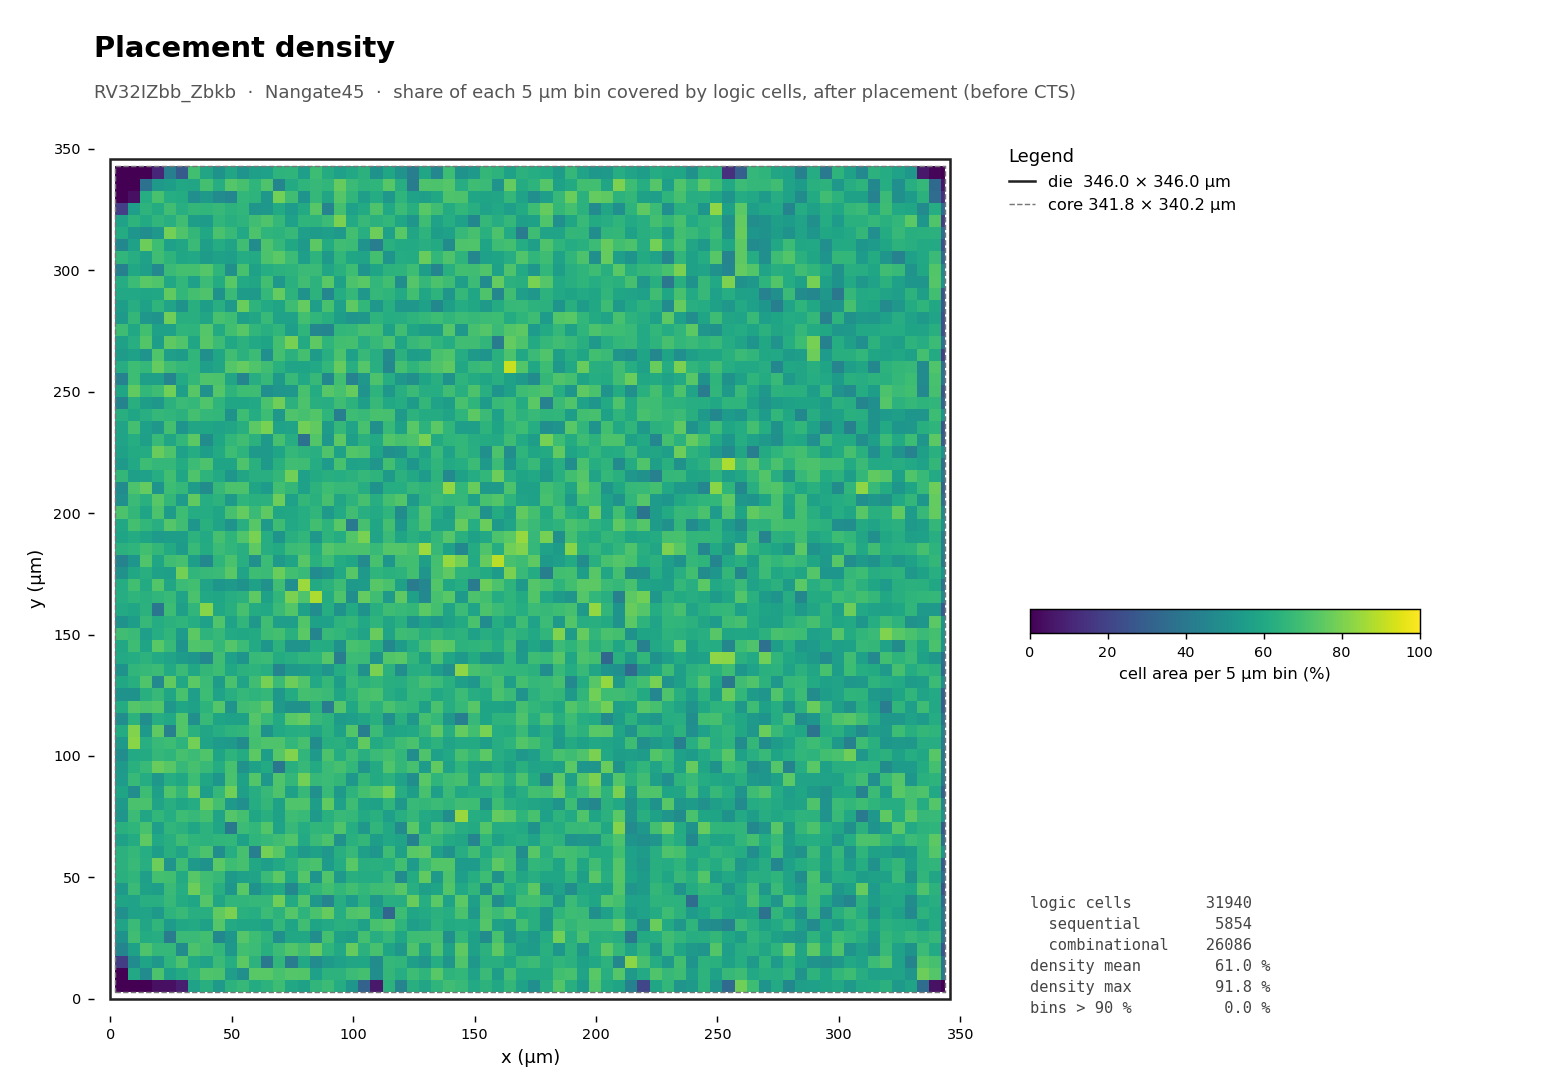 Placement density
RV32IZbb_Zbkb · Nangate45 · share of each 5 µm bin covered by logic cells, after placement (before CTS)
350
300
250
200
150
100
50
0
y (µm)
0 50 100 150 200 250 300 350
x (µm)
Legend
die 346.0 × 346.0 µm
core 341.8 × 340.2 µm
0 20 40 60 80 100
cell area per 5 µm bin (%)
logic cells 31940
sequential 5854
combinational 26086
density mean 61.0 %
density max 91.8 %
bins > 90 % 0.0 %